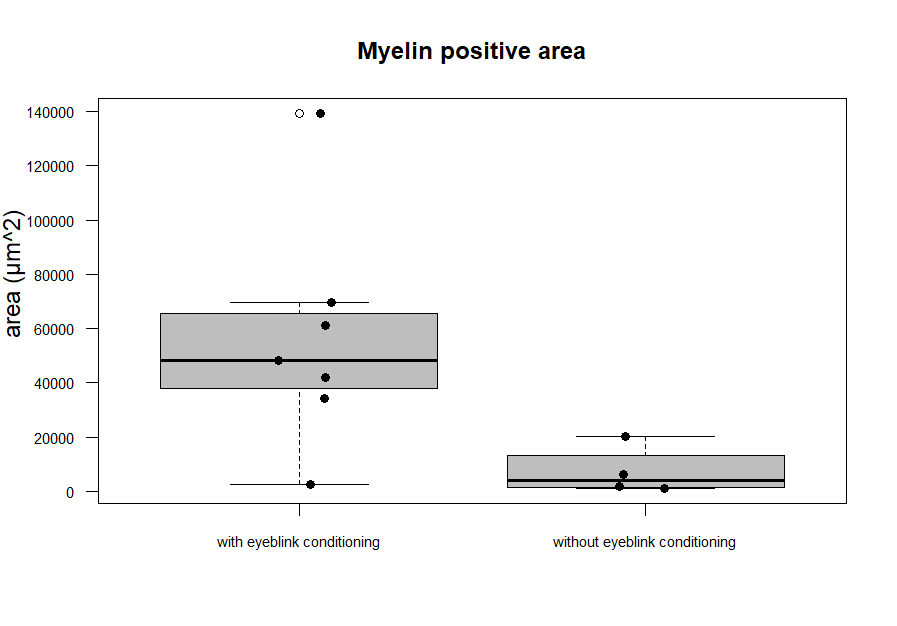 Myelin positive area
area (µm^2)
140000
120000
100000
80000
60000
40000
20000
0
with eyeblink conditioning
without eyeblink conditioning